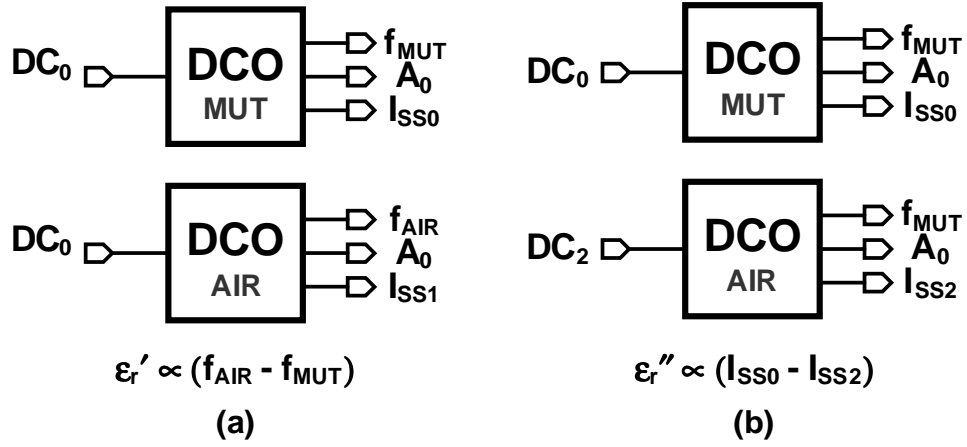 DC₀
DCO
MUT
f_MUT
A₀
I_SS0
DC₀
DCO
AIR
f_AIR
A₀
I_SS1
εᵣ′ ∝ (f_AIR - f_MUT)
(a)
DC₀
DCO
MUT
f_MUT
A₀
I_SS0
DC₂
DCO
AIR
f_MUT
A₀
I_SS2
εᵣ″ ∝ (I_SS0 - I_SS2)
(b)